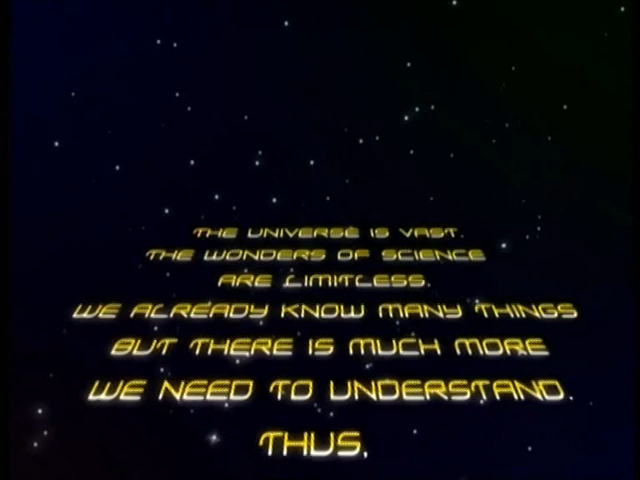 THE UNIVERSE IS VAST.
THE WONDERS OF SCIENCE
ARE LIMITLESS.
WE ALREADY KNOW MANY THINGS
BUT THERE IS MUCH MORE
WE NEED TO UNDERSTAND.
THUS,